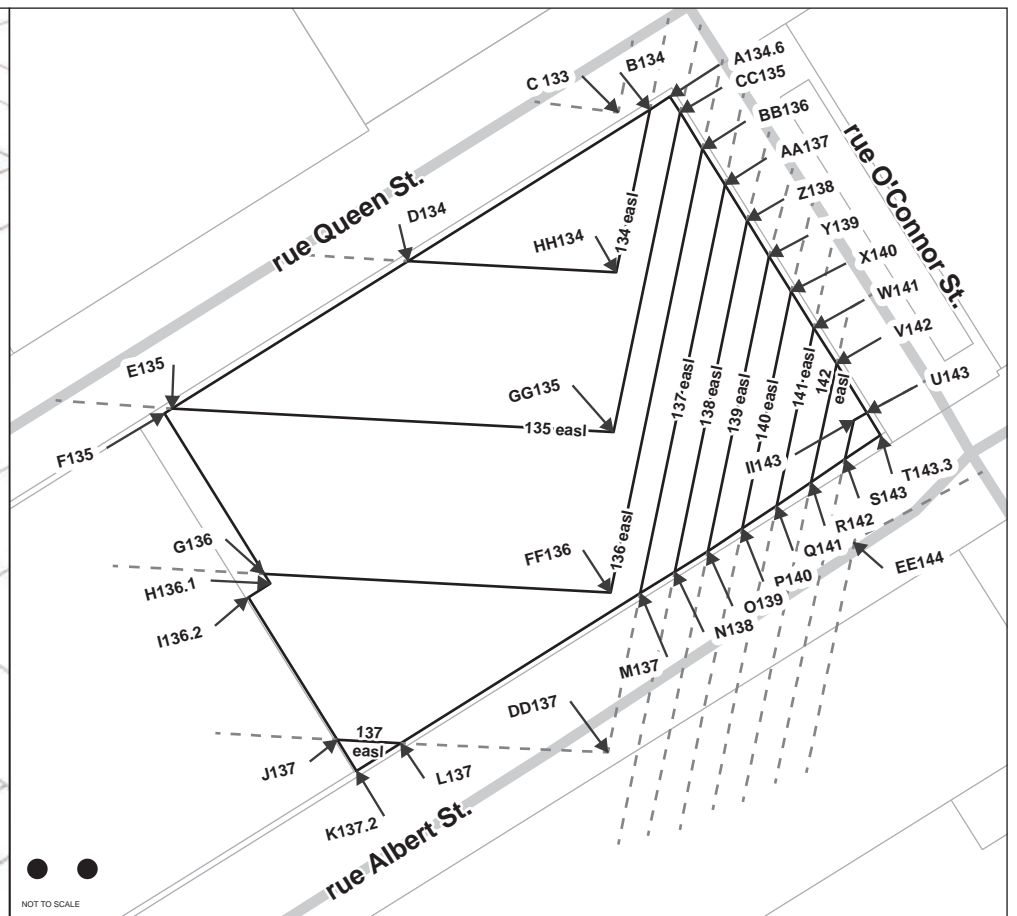 A134.6
B134
CC135
C 133
BB136
AA137
rue O'Connor St.
Z138
rue Queen St.
D134
Y139
HH134
134 easl
X140
W141
V142
E135
GG135
137 easl
138 easl
139 easl
140 easl
141 easl
142
easl
U143
135 easl
F135
II143
T143.3
S143
136 easl
R142
G136
FF136
Q141
EE144
H136.1
P140
O139
I136.2
N138
M137
DD137
137
easl
J137
L137
K137.2
rue Albert St.
NOT TO SCALE